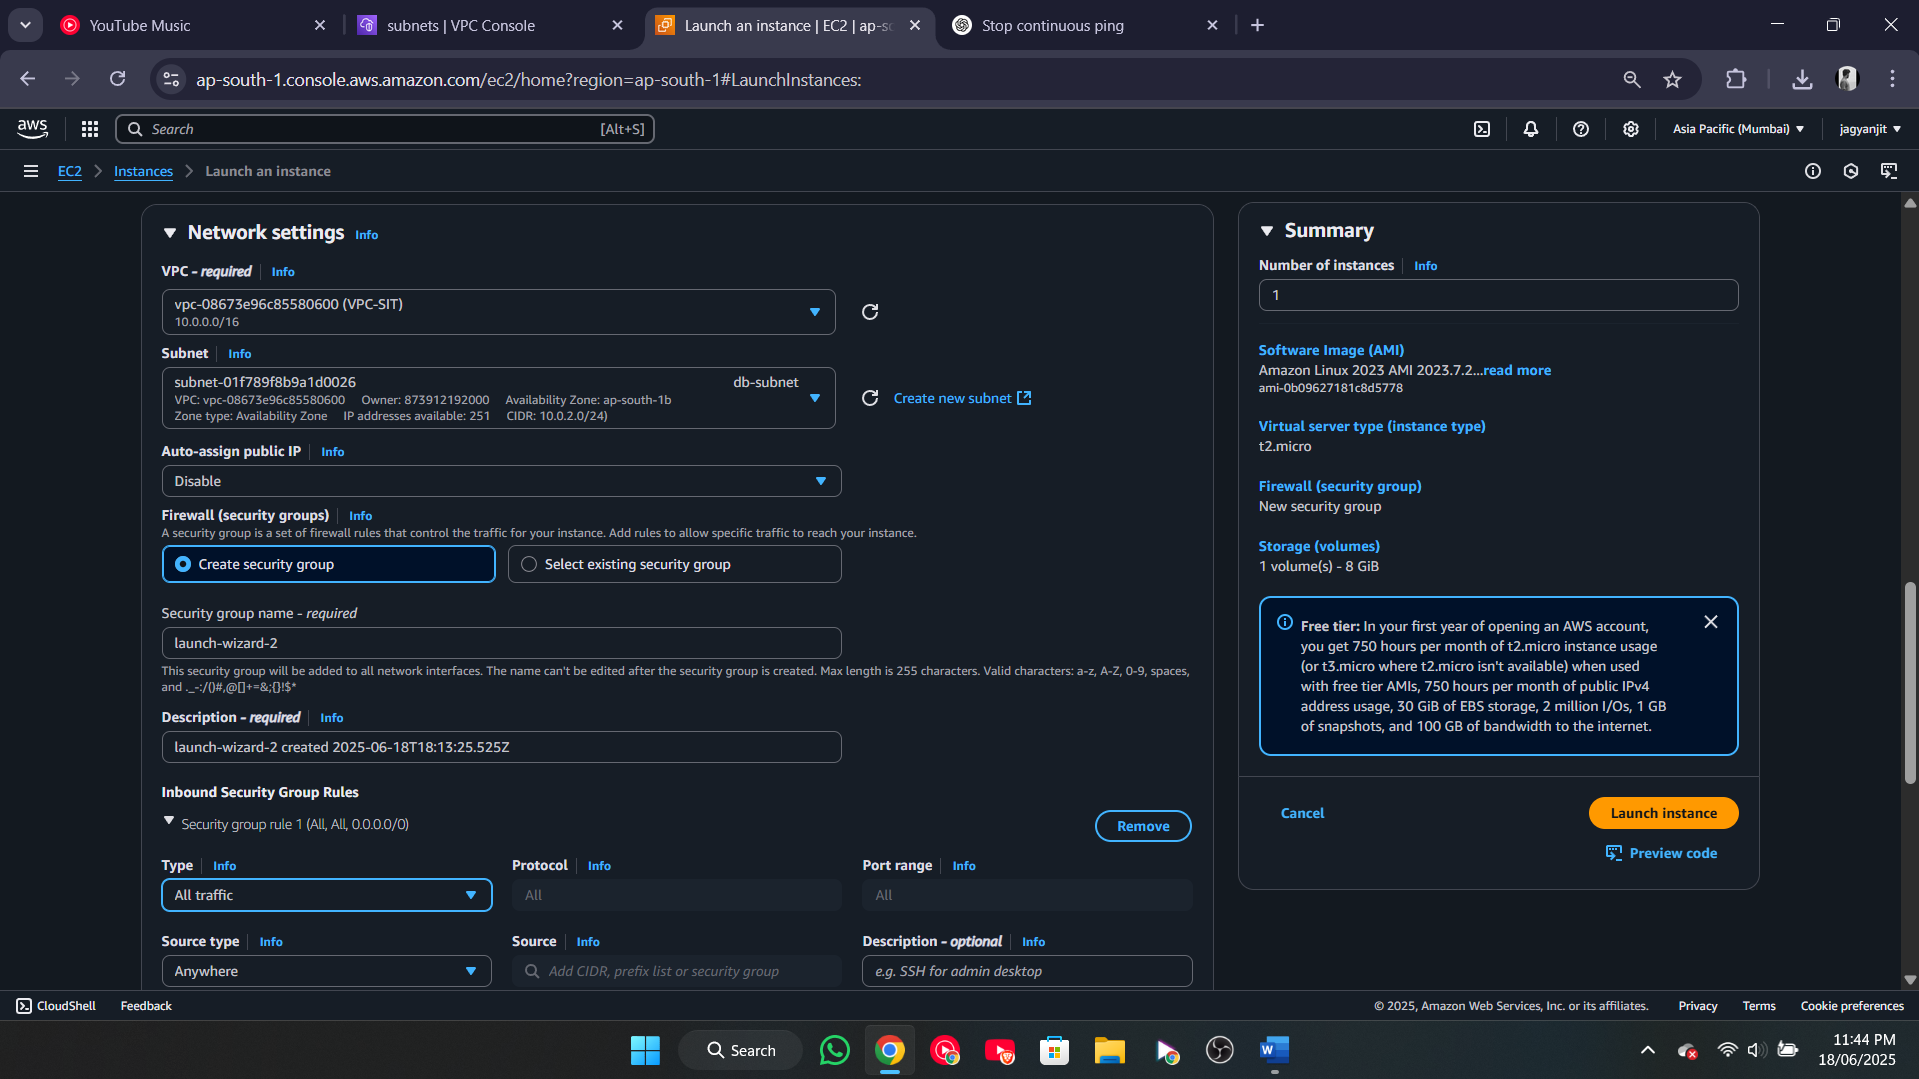 YouTube Music
subnets | VPC Console
Launch an instance | EC2 | ap-so
Stop continuous ping
ap-south-1.console.aws.amazon.com/ec2/home?region=ap-south-1#LaunchInstances:
aws
Search
[Alt+S]
Asia Pacific (Mumbai)
jagyanjit
EC2
Instances
Launch an instance
Network settings Info
VPC - required Info
vpc-08673e96c85580600 (VPC-SIT)
10.0.0.0/16
Subnet Info
subnet-01f789f8b9a1d0026 db-subnet
VPC: vpc-08673e96c85580600 Owner: 873912192000 Availability Zone: ap-south-1b
Zone type: Availability Zone IP addresses available: 251 CIDR: 10.0.2.0/24)
Create new subnet
Auto-assign public IP Info
Disable
Firewall (security groups) Info
A security group is a set of firewall rules that control the traffic for your instance. Add rules to allow specific traffic to reach your instance.
Create security group
Select existing security group
Security group name - required
launch-wizard-2
This security group will be added to all network interfaces. The name can't be edited after the security group is created. Max length is 255 characters. Valid characters: a-z, A-Z, 0-9, spaces,
and ._-:/()#,@[]+=&;{}!$*
Description - required Info
launch-wizard-2 created 2025-06-18T18:13:25.525Z
Inbound Security Group Rules
Security group rule 1 (All, All, 0.0.0.0/0)
Remove
Type Info
Protocol Info
Port range Info
All traffic
All
All
Source type Info
Source Info
Description - optional Info
Anywhere
Add CIDR, prefix list or security group
e.g. SSH for admin desktop
Summary
Number of instances Info
1
Software Image (AMI)
Amazon Linux 2023 AMI 2023.7.2...read more
ami-0b09627181c8d5778
Virtual server type (instance type)
t2.micro
Firewall (security group)
New security group
Storage (volumes)
1 volume(s) - 8 GiB
Free tier: In your first year of opening an AWS account,
you get 750 hours per month of t2.micro instance usage
(or t3.micro where t2.micro isn't available) when used
with free tier AMIs, 750 hours per month of public IPv4
address usage, 30 GiB of EBS storage, 2 million I/Os, 1 GB
of snapshots, and 100 GB of bandwidth to the internet.
Cancel
Launch instance
Preview code
CloudShell
Feedback
© 2025, Amazon Web Services, Inc. or its affiliates.
Privacy
Terms
Cookie preferences
Search
11:44 PM
18/06/2025